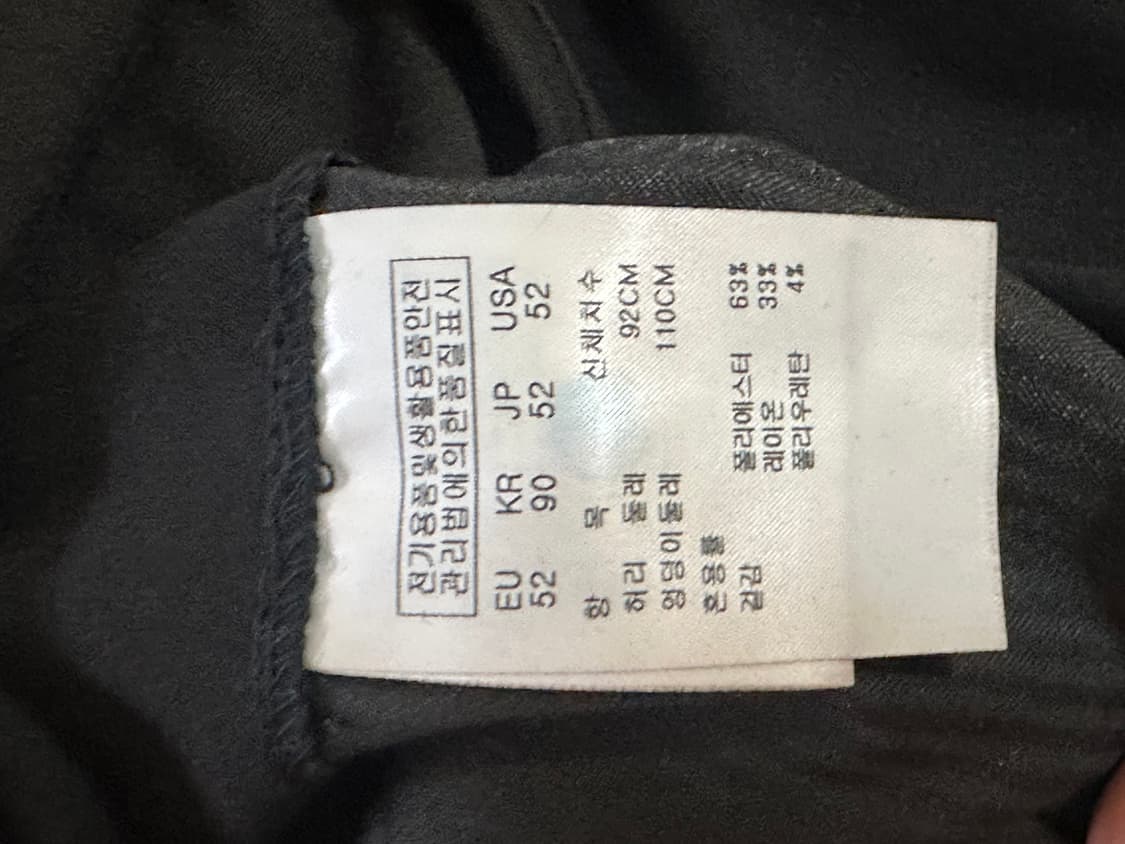 전기용품및생활용품안전
관리법에의한품질표시
EU KR JP USA
52 90 52 52
항 목 신체치수
허리 둘레 92CM
엉덩이둘레 110CM
혼용률
겉감 폴리에스터 63%
레이온 33%
폴리우레탄 4%